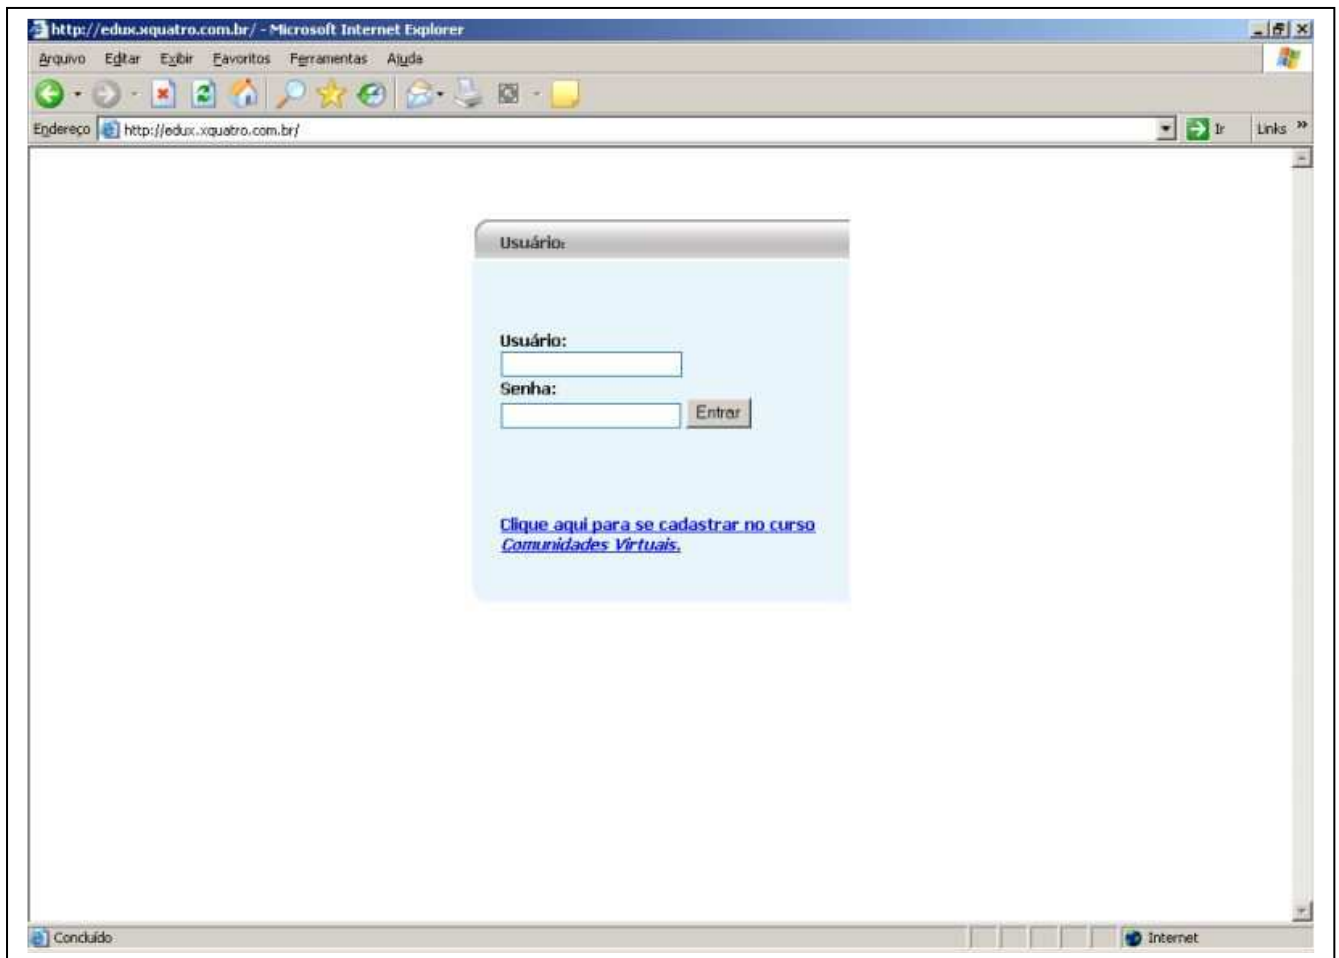 http://edux.xquatro.com.br/ - Microsoft Internet Explorer
Arquivo Editar Exibir Favoritos Ferramentas Ajuda
Endereço http://edux.xquatro.com.br/ Ir Links »
Usuário:
Usuário:
Senha:
Entrar
Clique aqui para se cadastrar no curso
Comunidades Virtuais.
Concluído Internet